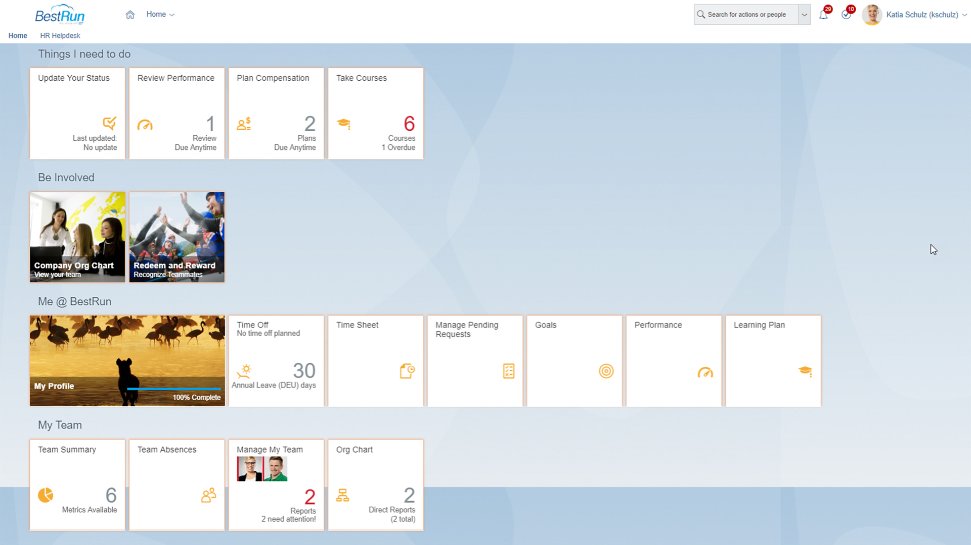 BestRun
Home
Search for actions or people
29
10
Katia Schulz (kschulz)
Home
HR Helpdesk
Things I need to do
Update Your Status
Last updated:
No update
Review Performance
1
Review
Due Anytime
Plan Compensation
2
Plans
Due Anytime
Take Courses
6
Courses
1 Overdue
Be Involved
Company Org Chart
View your team
Redeem and Reward
Recognize Teammates
Me @ BestRun
My Profile
100% Complete
Time Off
No time off planned
30
Annual Leave (DEU) days
Time Sheet
Manage Pending
Requests
Goals
Performance
Learning Plan
My Team
Team Summary
6
Metrics Available
Team Absences
Manage My Team
2
Reports
2 need attention!
Org Chart
2
Direct Reports
(2 total)